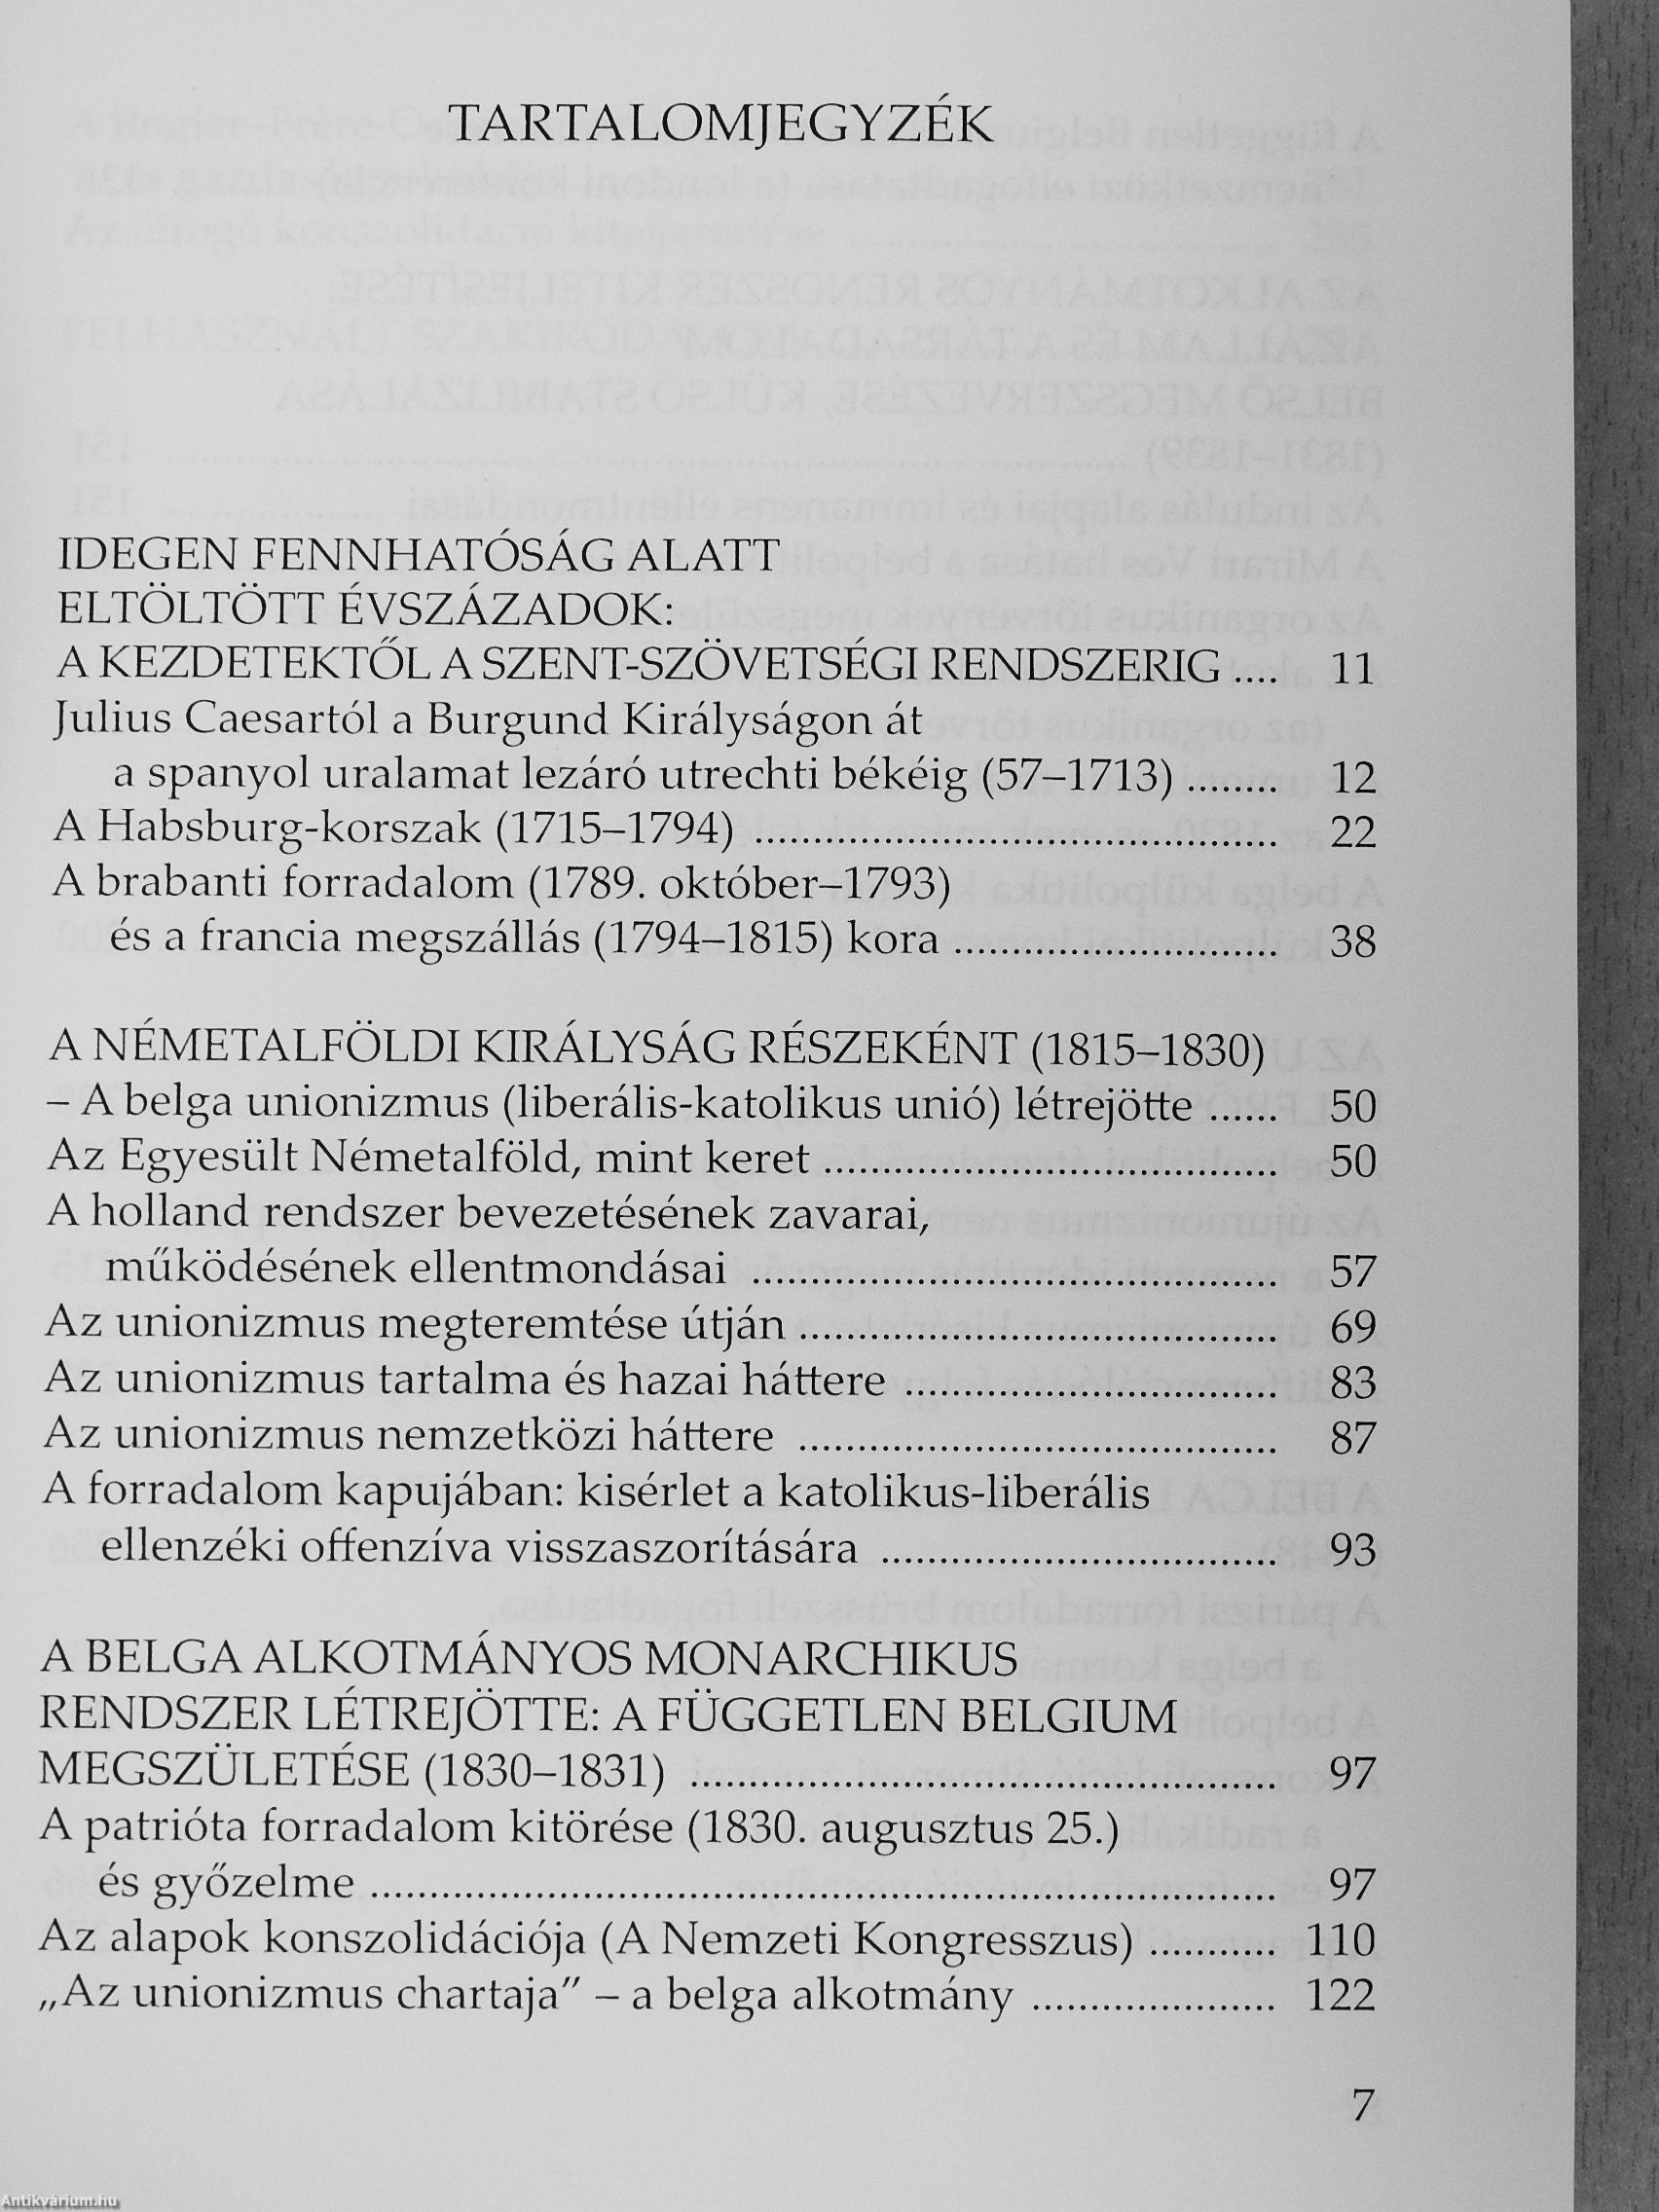 TARTALOMJEGYZÉK
IDEGEN FENNHATÓSÁG ALATT
ELTÖLTÖTT ÉVSZÁZADOK:
A KEZDETEKTŐL A SZENT-SZÖVETSÉGI RENDSZERIG .... 11
Julius Caesartól a Burgund Királyságon át
a spanyol uralamat lezáró utrechti békéig (57–1713) ........ 12
A Habsburg-korszak (1715–1794) ............................................. 22
A brabanti forradalom (1789. október–1793)
és a francia megszállás (1794–1815) kora ............................ 38
A NÉMETALFÖLDI KIRÁLYSÁG RÉSZEKÉNT (1815–1830)
– A belga unionizmus (liberális-katolikus unió) létrejötte ...... 50
Az Egyesült Németalföld, mint keret ....................................... 50
A holland rendszer bevezetésének zavarai,
működésének ellentmondásai ............................................. 57
Az unionizmus megteremtése útján ......................................... 69
Az unionizmus tartalma és hazai háttere ................................ 83
Az unionizmus nemzetközi háttere ......................................... 87
A forradalom kapujában: kisérlet a katolikus-liberális
ellenzéki offenzíva visszaszorítására .................................. 93
A BELGA ALKOTMÁNYOS MONARCHIKUS
RENDSZER LÉTREJÖTTE: A FÜGGETLEN BELGIUM
MEGSZÜLETÉSE (1830–1831) .................................................. 97
A patrióta forradalom kitörése (1830. augusztus 25.)
és győzelme ............................................................................. 97
Az alapok konszolidációja (A Nemzeti Kongresszus) ........... 110
„Az unionizmus chartaja” – a belga alkotmány ..................... 122
7
Antikvárium.hu